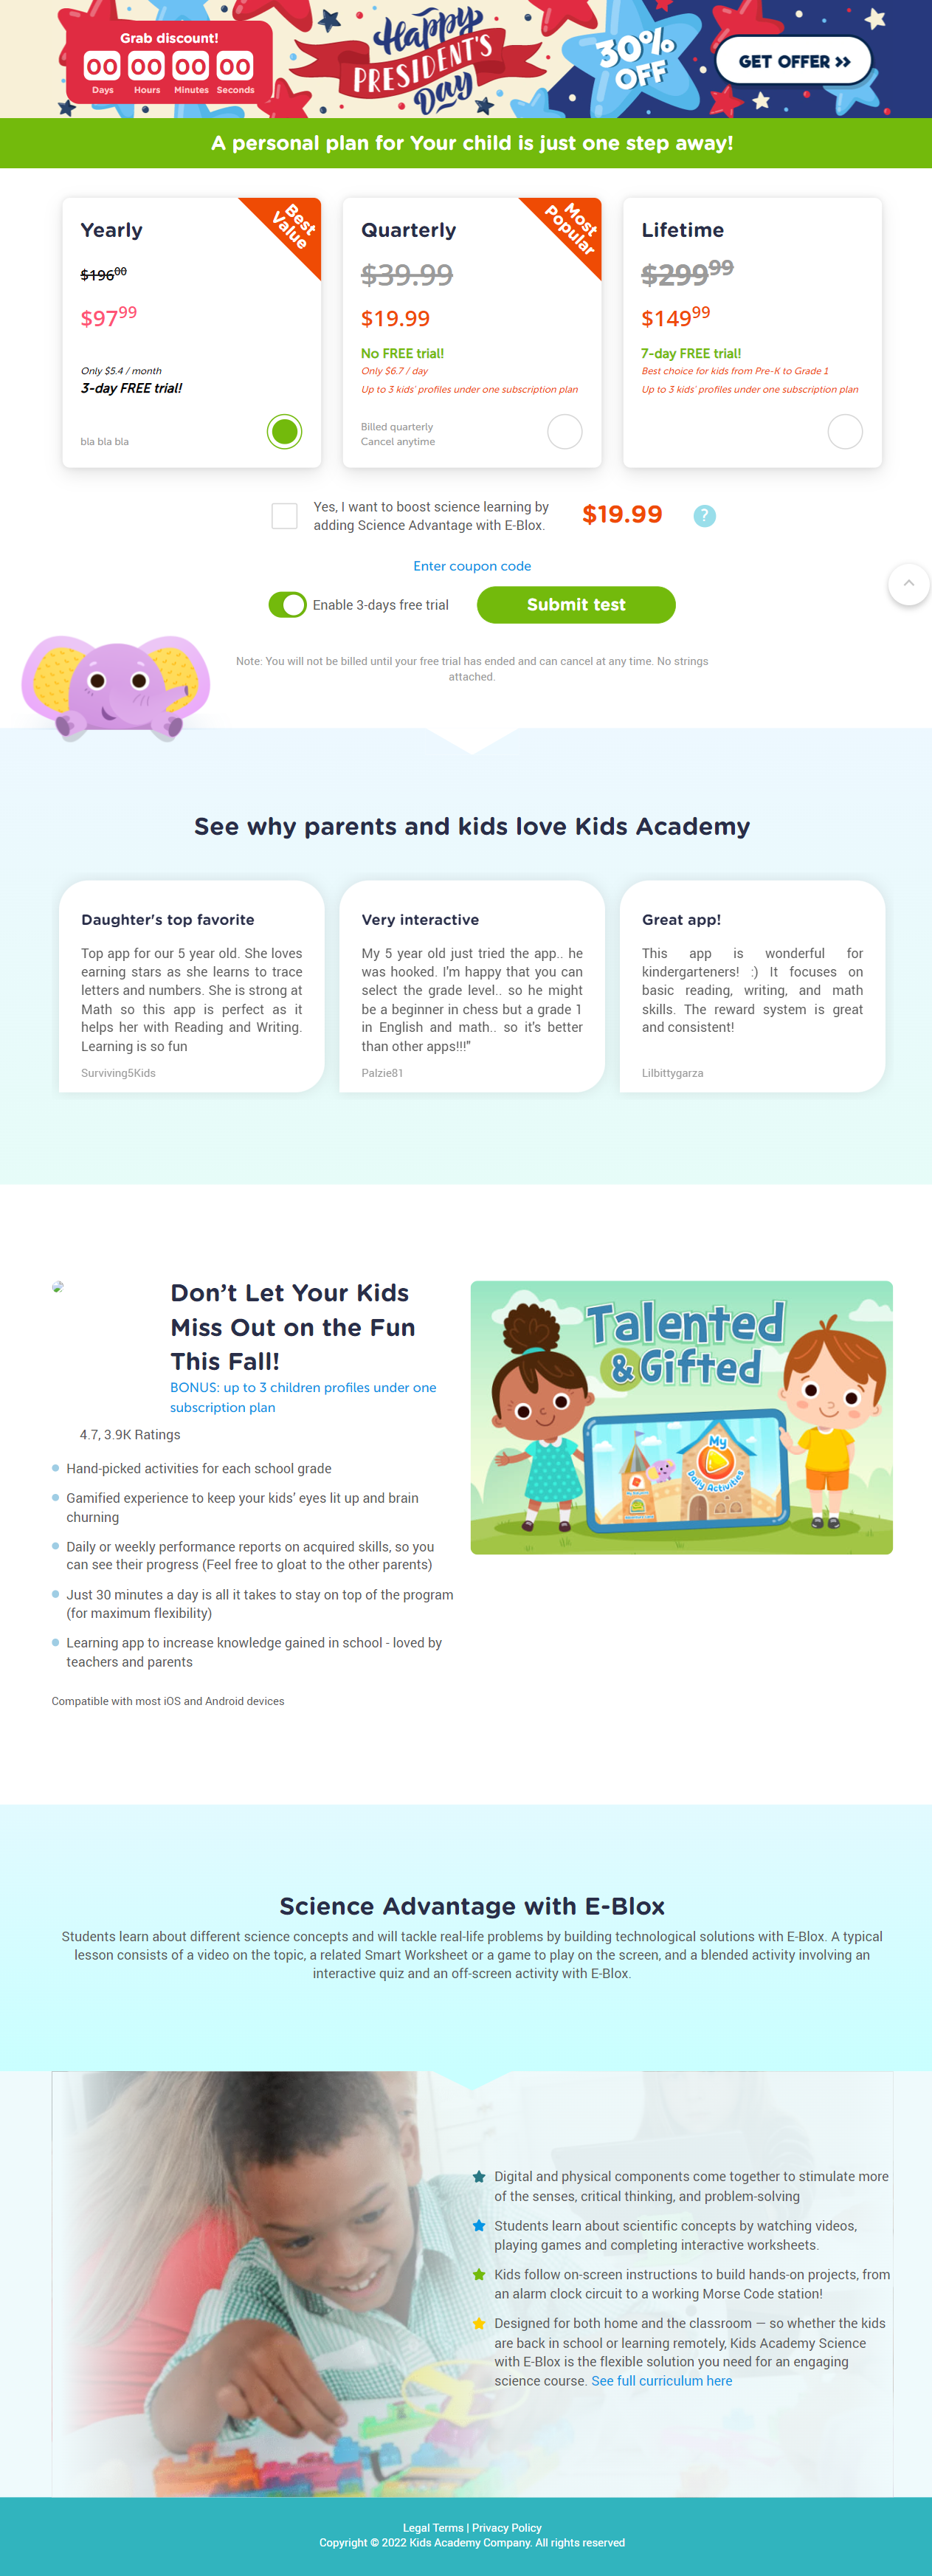 Grab discount!
00 00 00 00
Days Hours Minutes Seconds
Happy
PRESIDENT'S
Day
30%
OFF
GET OFFER >>
A personal plan for Your child is just one step away!
Yearly
Best
Value
$196.00
$97.99
Only $5.4 / month
3-day FREE trial!
bla bla bla
Quarterly
Most
Popular
$39.99
$19.99
No FREE trial!
Only $6.7 / day
Up to 3 kids' profiles under one subscription plan
Billed quarterly
Cancel anytime
Lifetime
$299.99
$149.99
7-day FREE trial!
Best choice for kids from Pre-K to Grade 1
Up to 3 kids' profiles under one subscription plan
Yes, I want to boost science learning by
adding Science Advantage with E-Blox.
$19.99
?
Enter coupon code
Enable 3-days free trial
Submit test
Note: You will not be billed until your free trial has ended and can cancel at any time. No strings
attached.
See why parents and kids love Kids Academy
Daughter's top favorite
Top app for our 5 year old. She loves
earning stars as she learns to trace
letters and numbers. She is strong at
Math so this app is perfect as it
helps her with Reading and Writing.
Learning is so fun
Surviving5Kids
Very interactive
My 5 year old just tried the app.. he
was hooked. I'm happy that you can
select the grade level.. so he might
be a beginner in chess but a grade 1
in English and math.. so it's better
than other apps!!!"
Palzie81
Great app!
This app is wonderful for
kindergarteners! :) It focuses on
basic reading, writing, and math
skills. The reward system is great
and consistent!
Lilbittygarza
Don’t Let Your Kids
Miss Out on the Fun
This Fall!
BONUS: up to 3 children profiles under one
subscription plan
4.7, 3.9K Ratings
Hand-picked activities for each school grade
Gamified experience to keep your kids’ eyes lit up and brain
churning
Daily or weekly performance reports on acquired skills, so you
can see their progress (Feel free to gloat to the other parents)
Just 30 minutes a day is all it takes to stay on top of the program
(for maximum flexibility)
Learning app to increase knowledge gained in school - loved by
teachers and parents
Compatible with most iOS and Android devices
Talented
& Gifted
My
Daily Activities
Science Advantage with E-Blox
Students learn about different science concepts and will tackle real-life problems by building technological solutions with E-Blox. A typical
lesson consists of a video on the topic, a related Smart Worksheet or a game to play on the screen, and a blended activity involving an
interactive quiz and an off-screen activity with E-Blox.
Digital and physical components come together to stimulate more
of the senses, critical thinking, and problem-solving
Students learn about scientific concepts by watching videos,
playing games and completing interactive worksheets.
Kids follow on-screen instructions to build hands-on projects, from
an alarm clock circuit to a working Morse Code station!
Designed for both home and the classroom — so whether the kids
are back in school or learning remotely, Kids Academy Science
with E-Blox is the flexible solution you need for an engaging
science course. See full curriculum here
Legal Terms | Privacy Policy
Copyright © 2022 Kids Academy Company. All rights reserved